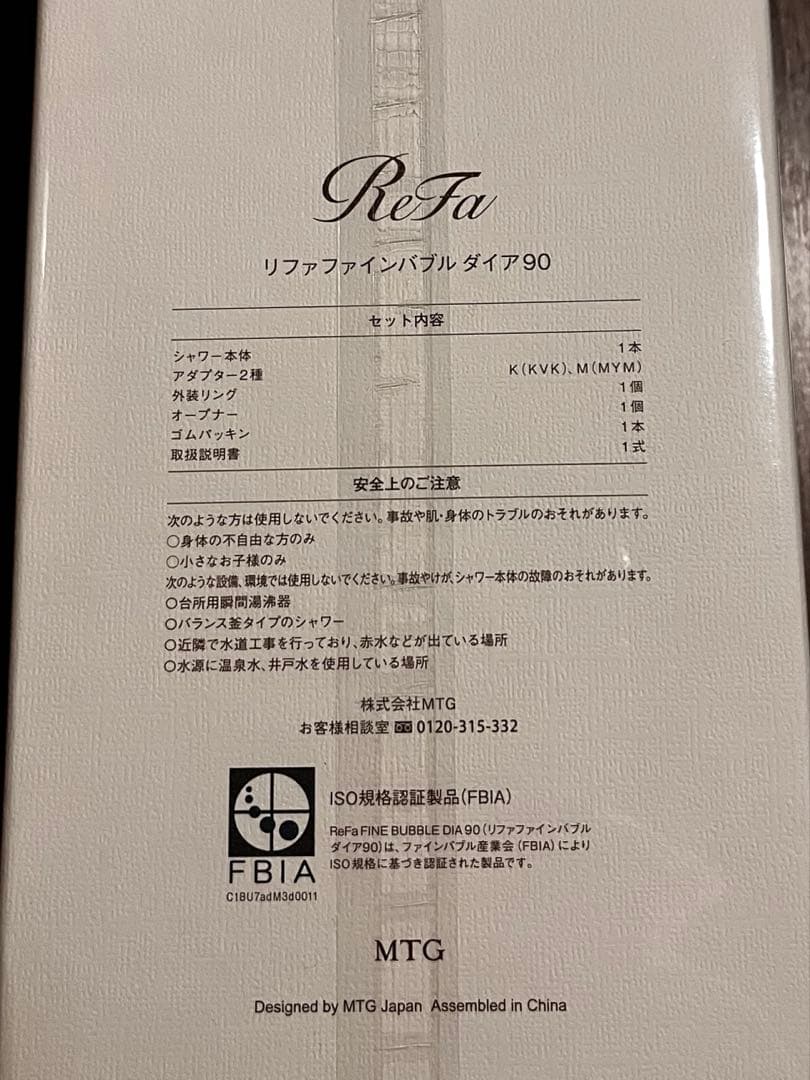 ReFa
リファファインバブル ダイア90
セット内容
シャワー本体 1本
アダプター2種 K(KVK)、M(MYM)
外装リング 1個
オープナー 1個
ゴムパッキン 1本
取扱説明書 1式
安全上のご注意
次のような方は使用しないでください。事故や肌・身体のトラブルのおそれがあります。
○身体の不自由な方のみ
○小さなお子様のみ
次のような設備、環境では使用しないでください。事故やけが、シャワー本体の故障のおそれがあります。
○台所用瞬間湯沸器
○バランス釜タイプのシャワー
○近隣で水道工事を行っており、赤水などが出ている場所
○水源に温泉水、井戸水を使用している場所
株式会社MTG
お客様相談室 0120-315-332
FBIA
C1BU7adM3d0011
ISO規格認証製品(FBIA)
ReFa FINE BUBBLE DIA 90(リファファインバブル
ダイア90)は、ファインバブル産業会(FBIA)により
ISO規格に基づき認証された製品です。
MTG
Designed by MTG Japan Assembled in China